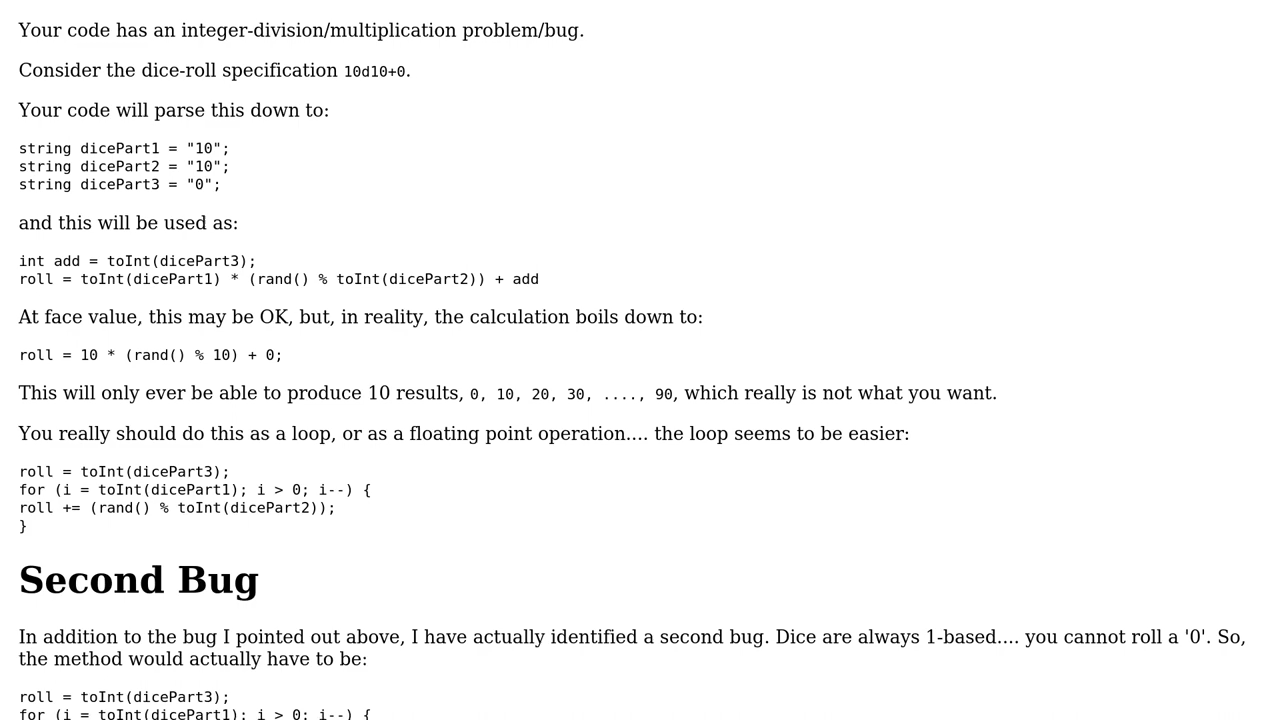 Your code has an integer-division/multiplication problem/bug.
Consider the dice-roll specification 10d10+0.
Your code will parse this down to:
string dicePart1 = "10";
string dicePart2 = "10";
string dicePart3 = "0";
and this will be used as:
int add = toInt(dicePart3);
roll = toInt(dicePart1) * (rand() % toInt(dicePart2)) + add
At face value, this may be OK, but, in reality, the calculation boils down to:
roll = 10 * (rand() % 10) + 0;
This will only ever be able to produce 10 results, 0, 10, 20, 30, ...., 90, which really is not what you want.
You really should do this as a loop, or as a floating point operation.... the loop seems to be easier:
roll = toInt(dicePart3);
for (i = toInt(dicePart1); i > 0; i--) {
roll += (rand() % toInt(dicePart2));
}
Second Bug
In addition to the bug I pointed out above, I have actually identified a second bug. Dice are always 1-based.... you cannot roll a '0'. So,
the method would actually have to be:
roll = toInt(dicePart3);
for (i = toInt(dicePart1); i > 0; i--) {